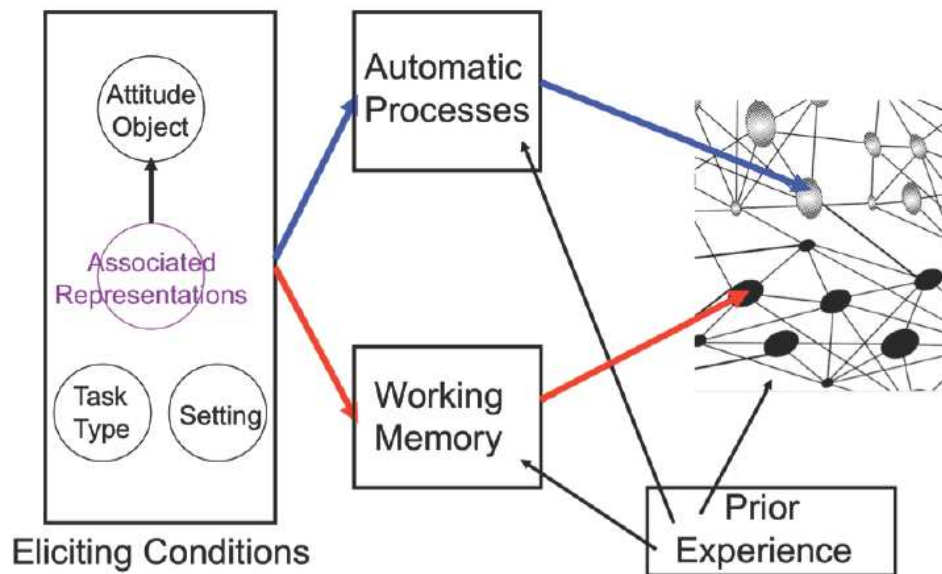 Attitude
Object
Associated
Representations
Task
Type
Setting
Eliciting Conditions
Automatic
Processes
Working
Memory
Prior
Experience